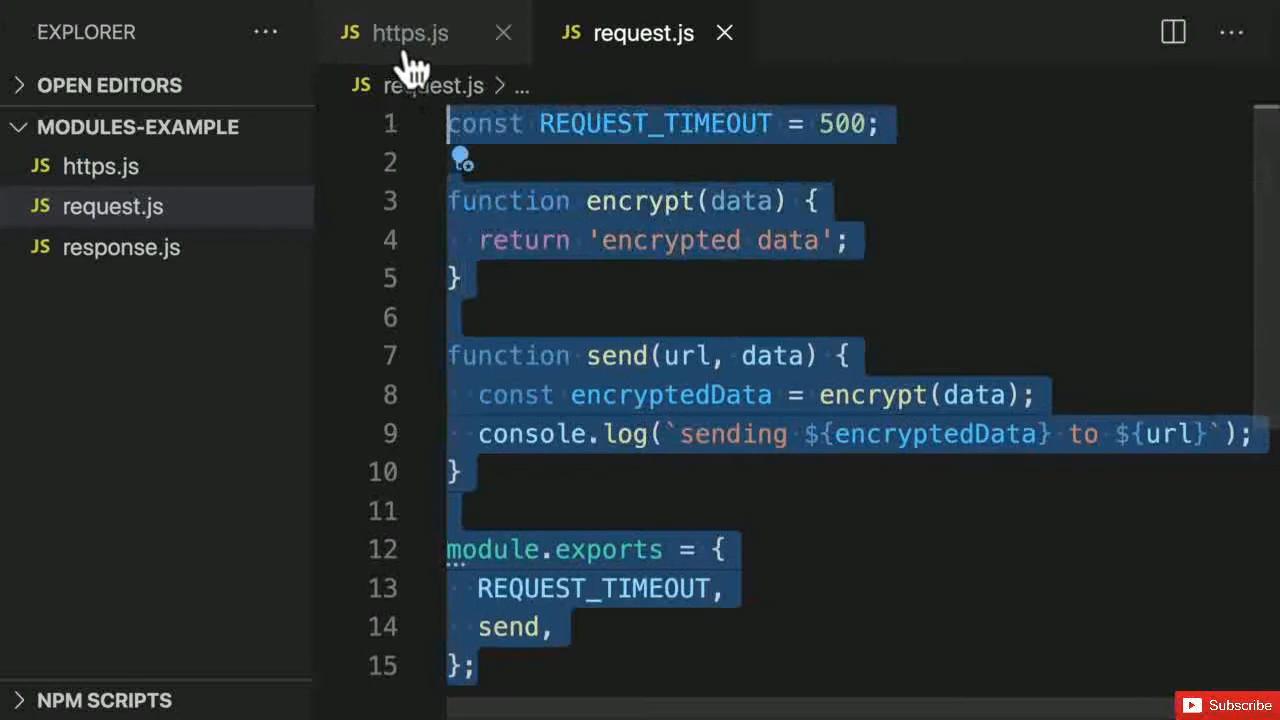 EXPLORER ...
JS https.js
JS request.js
OPEN EDITORS
JS request.js > ...
MODULES-EXAMPLE
JS https.js
JS request.js
JS response.js
1 const REQUEST_TIMEOUT = 500;
2
3 function encrypt(data) {
4 return 'encrypted data';
5 }
6
7 function send(url, data) {
8 const encryptedData = encrypt(data);
9 console.log(`sending ${encryptedData} to ${url}`);
10 }
11
12 module.exports = {
13 REQUEST_TIMEOUT,
14 send,
15 };
NPM SCRIPTS
Subscribe